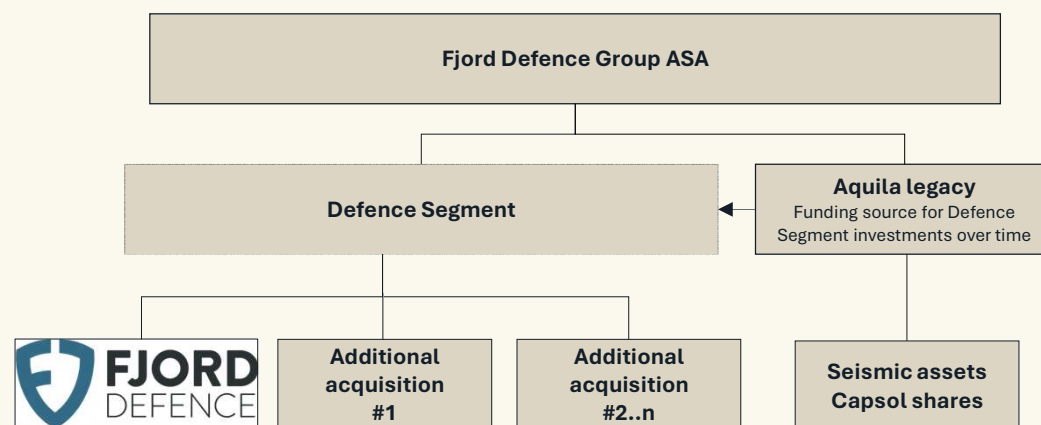 Fjord Defence Group ASA
Defence Segment
Aquila legacy
Funding source for Defence
Segment investments over time
FJORD
DEFENCE
Additional
acquisition
#1
Additional
acquisition
#2..n
Seismic assets
Capsol shares